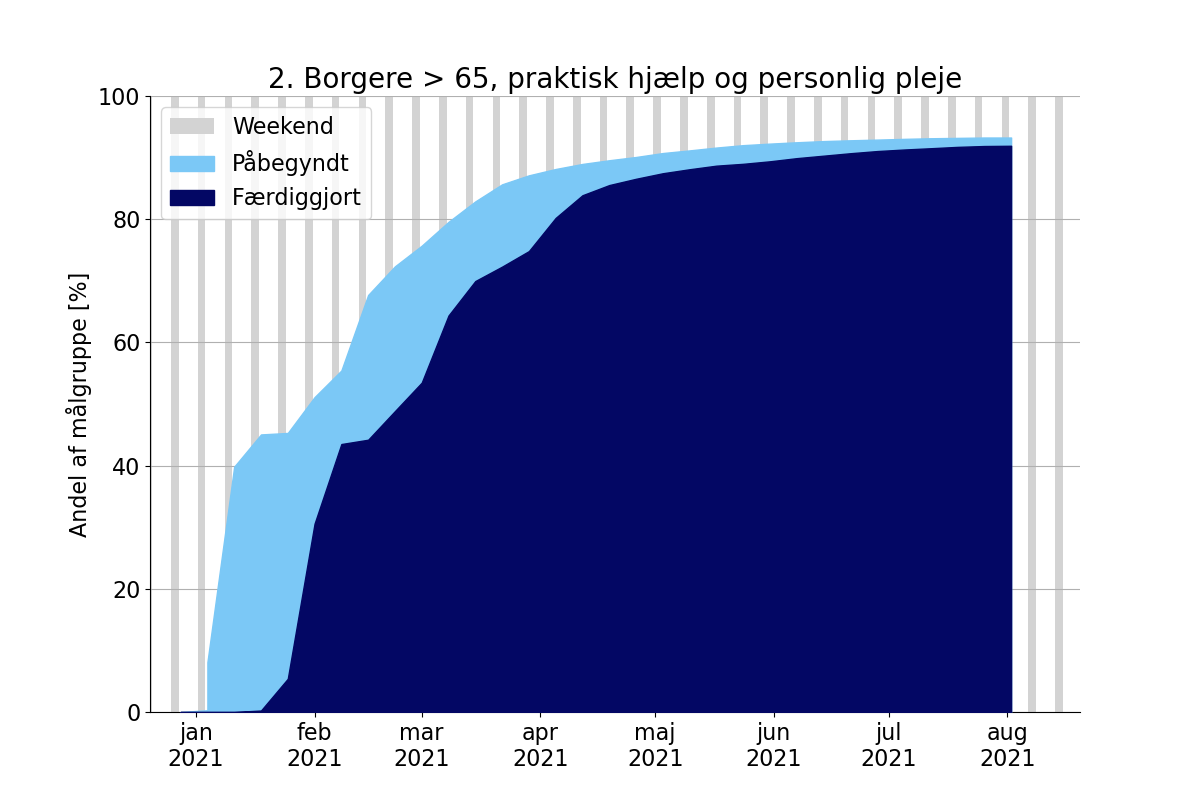 2. Borgere > 65, praktisk hjælp og personlig pleje
100
80
60
40
20
0
Andel af målgruppe [%]
Weekend
Påbegyndt
Færdiggjort
jan
2021
feb
2021
mar
2021
apr
2021
maj
2021
jun
2021
jul
2021
aug
2021